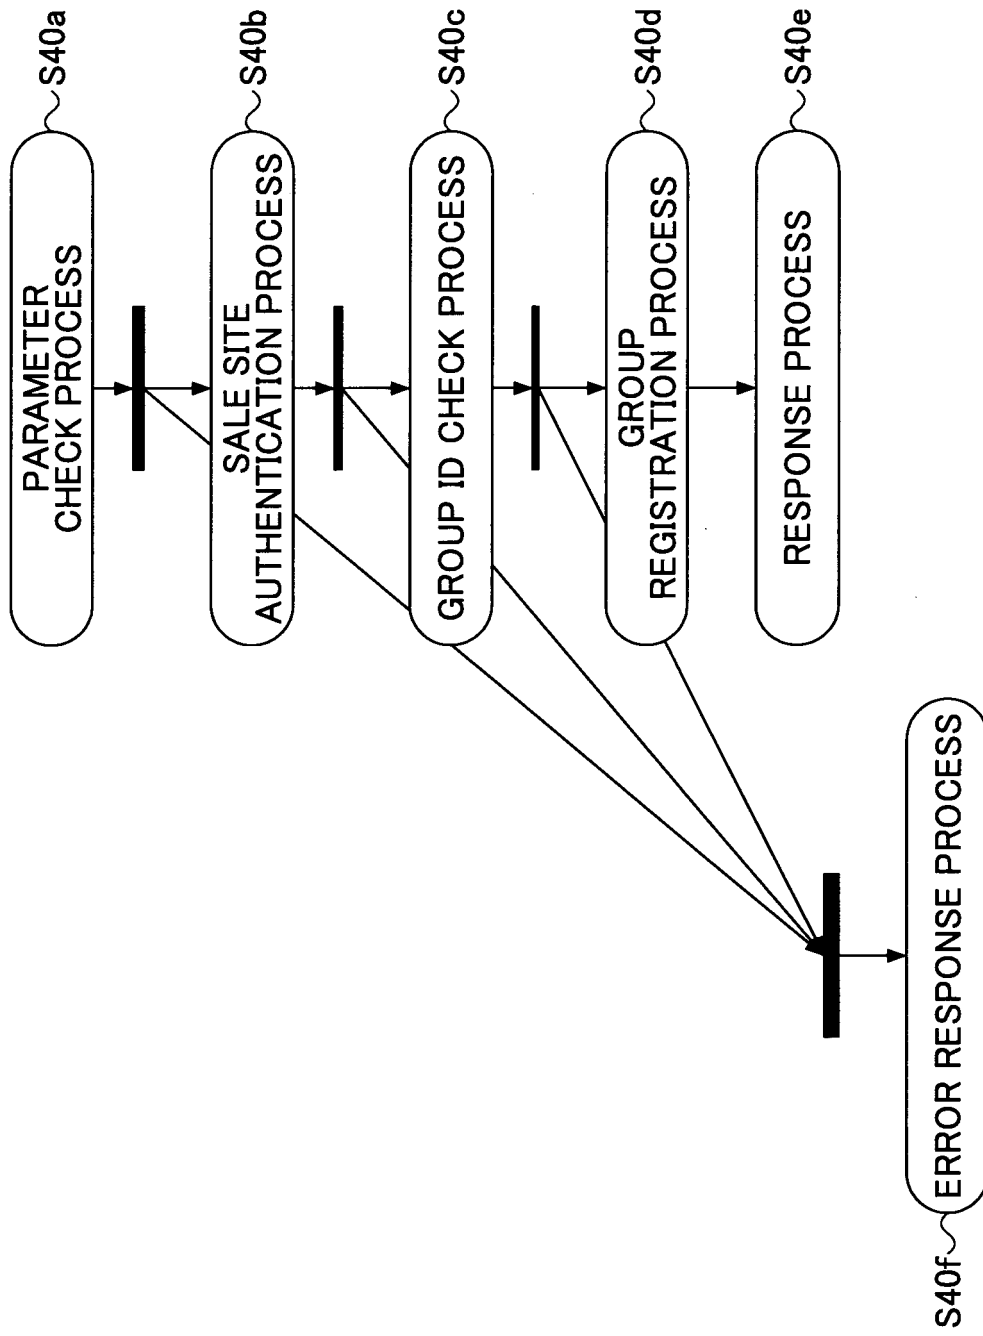 PARAMETER
CHECK PROCESS
S40a
SALE SITE
AUTHENTICATION PROCESS
S40b
GROUP ID CHECK PROCESS
S40c
GROUP
REGISTRATION PROCESS
S40d
RESPONSE PROCESS
S40e
S40f
ERROR RESPONSE PROCESS